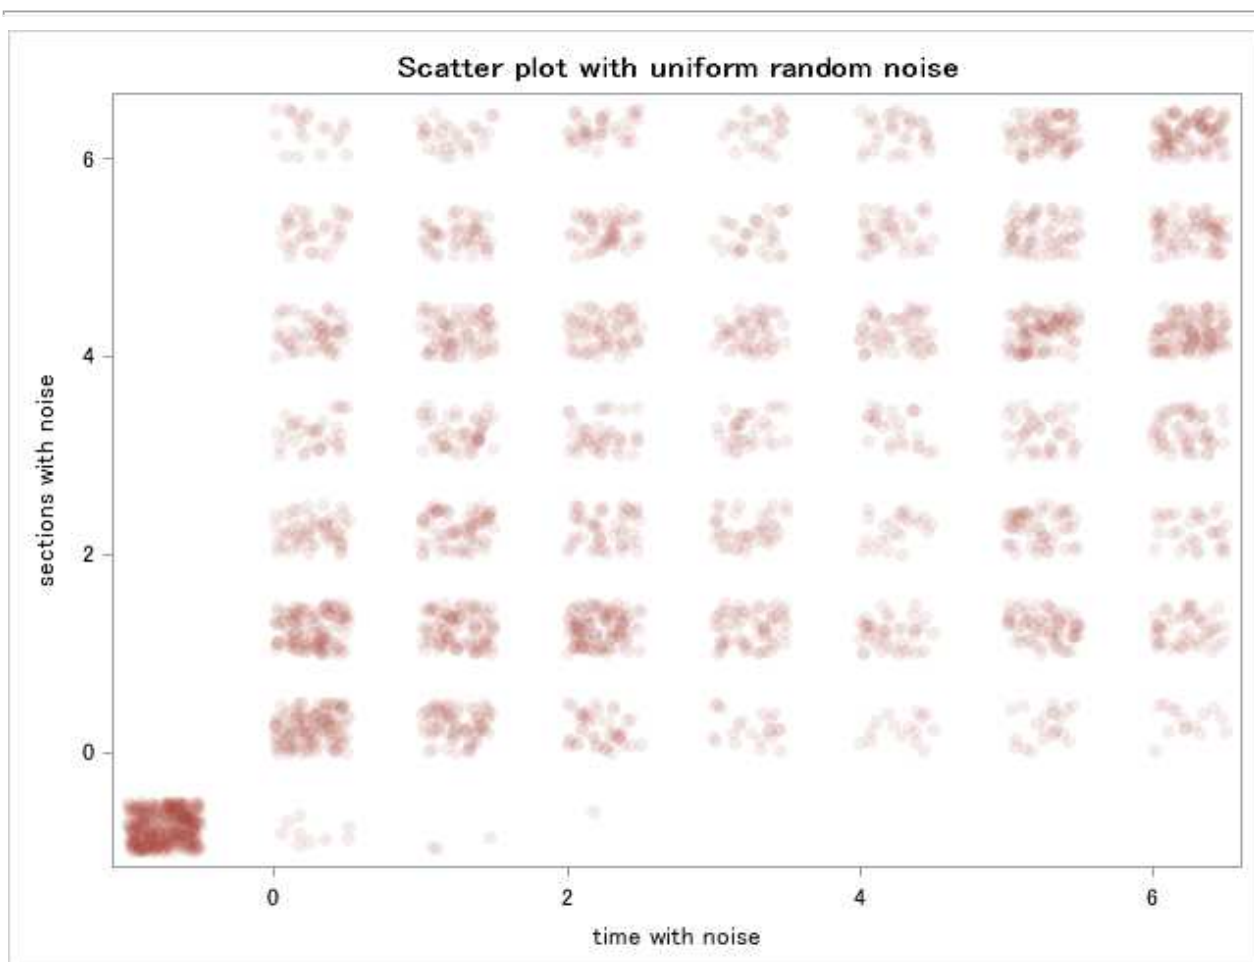 Scatter plot with uniform random noise
6
4
2
0
sections with noise
0 2 4 6
time with noise